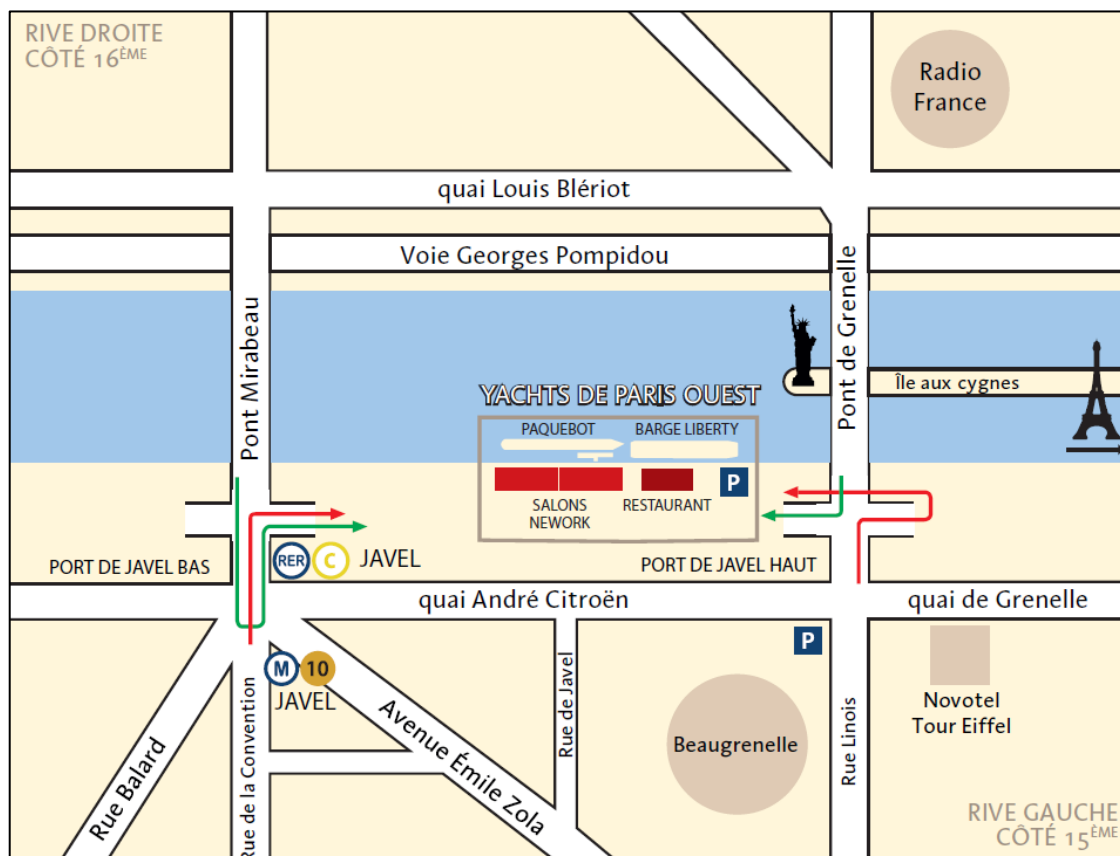 RIVE DROITE
CÔTÉ 16ÈME
Radio
France
quai Louis Blériot
Voie Georges Pompidou
Pont Mirabeau
Pont de Grenelle
Île aux cygnes
YACHTS DE PARIS OUEST
PAQUEBOT
BARGE LIBERTY
P
SALONS
NEWORK
RESTAURANT
PORT DE JAVEL BAS
RER C JAVEL
PORT DE JAVEL HAUT
quai André Citroën
quai de Grenelle
M 10
JAVEL
P
Rue Balard
Rue de la Convention
Avenue Émile Zola
Rue de Javel
Beaugrenelle
Rue Linois
Novotel
Tour Eiffel
RIVE GAUCHE
CÔTÉ 15ÈME